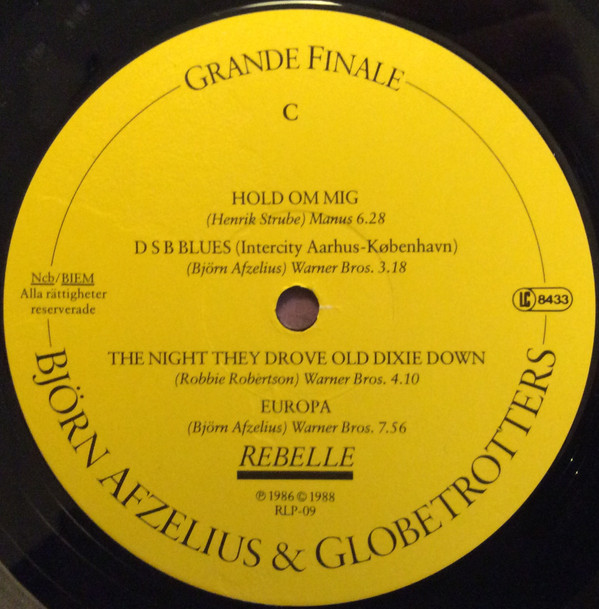 GRANDE FINALE
C
HOLD OM MIG
(Henrik Strube) Manus 6.28
D S B BLUES (Intercity Aarhus-København)
(Björn Afzelius) Warner Bros. 3.18
Ncb/BIEM
Alla rättigheter
reserverade
LC 8433
THE NIGHT THEY DROVE OLD DIXIE DOWN
(Robbie Robertson) Warner Bros. 4.10
EUROPA
(Björn Afzelius) Warner Bros. 7.56
REBELLE
℗ 1986 © 1988
RLP-09
BJÖRN AFZELIUS & GLOBETROTTERS